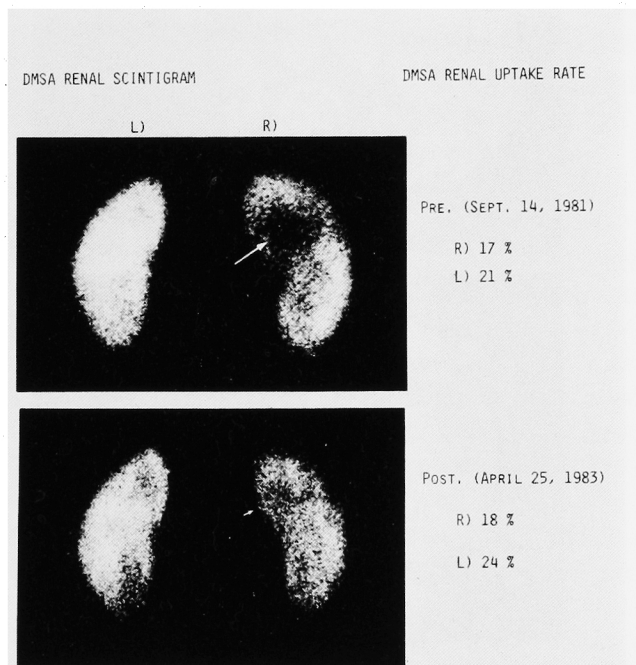 DMSA RENAL SCINTIGRAM
DMSA RENAL UPTAKE RATE
L)
R)
PRE. (SEPT. 14, 1981)
R) 17 %
L) 21 %
POST. (APRIL 25, 1983)
R) 18 %
L) 24 %